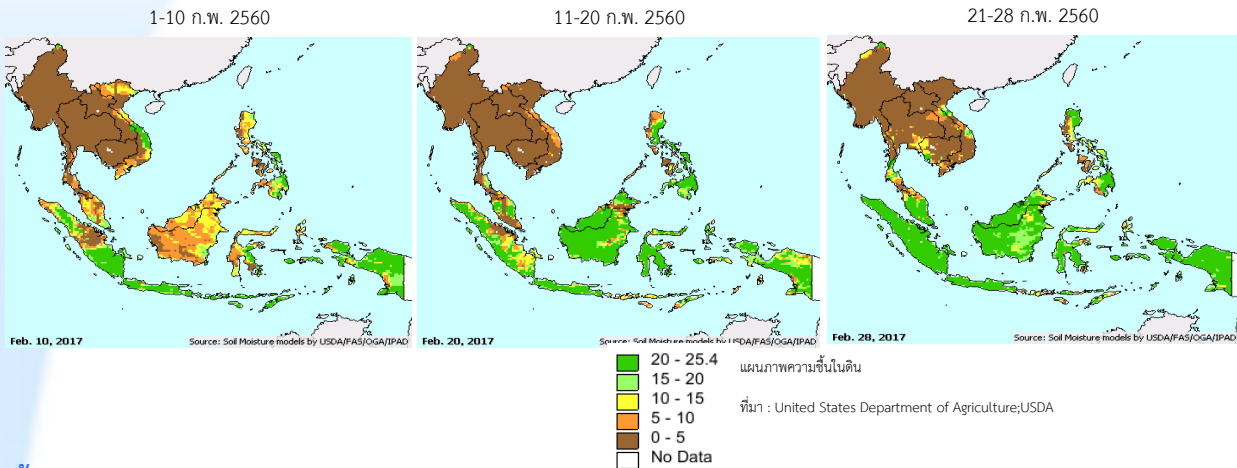 1-10 ก.พ. 2560
11-20 ก.พ. 2560
21-28 ก.พ. 2560
Feb. 10, 2017
Source: Soil Moisture models by USDA/FAS/OGA/IPAD
Feb. 20, 2017
Source: Soil Moisture models by USDA/FAS/OGA/IPAD
Feb. 28, 2017
Source: Soil Moisture models by USDA/FAS/OGA/IPAD
20 - 25.4
15 - 20
10 - 15
5 - 10
0 - 5
No Data
แผนภาพความชื้นในดิน
ที่มา : United States Department of Agriculture;USDA